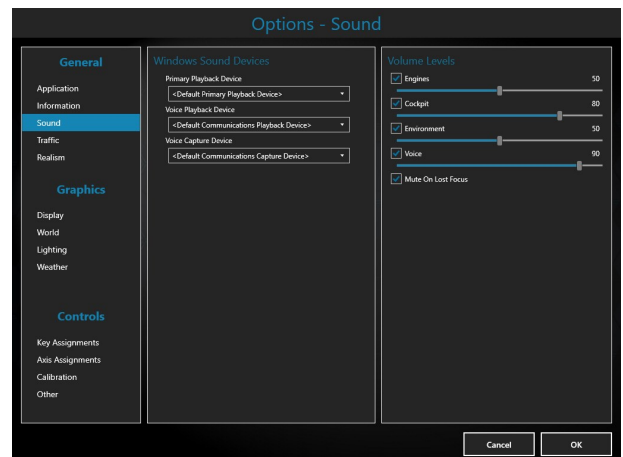 Options - Sound
General
Application
Information
Sound
Traffic
Realism
Graphics
Display
World
Lighting
Weather
Controls
Key Assignments
Axis Assignments
Calibration
Other
Windows Sound Devices
Primary Playback Device
<Default Primary Playback Device>
Voice Playback Device
<Default Communications Playback Device>
Voice Capture Device
<Default Communications Capture Device>
Volume Levels
Engines 50
Cockpit 80
Environment 50
Voice 90
Mute On Lost Focus
Cancel OK